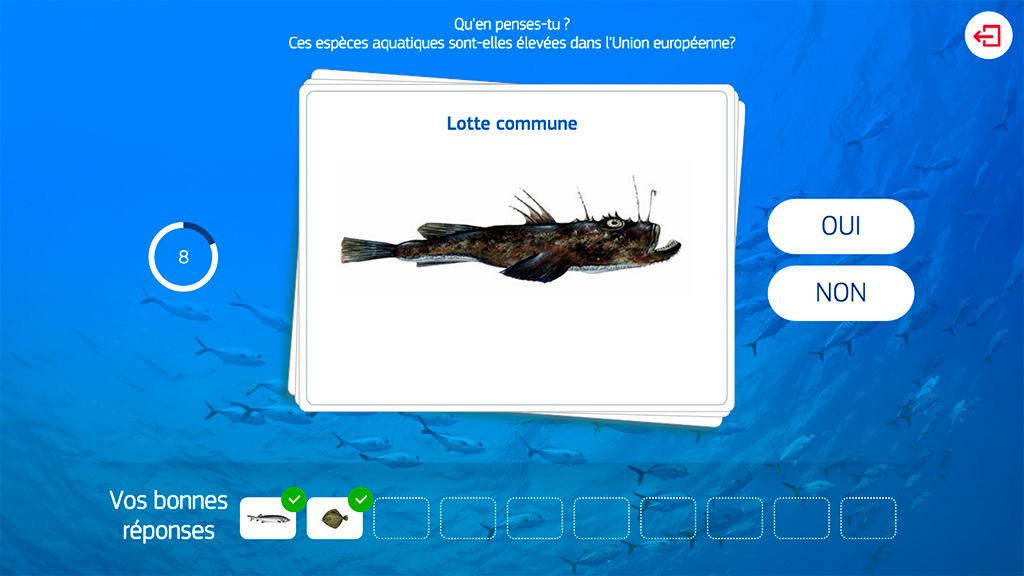 Qu'en penses-tu ?
Ces espèces aquatiques sont-elles élevées dans l'Union européenne?
Lotte commune
8
OUI
NON
Vos bonnes
réponses